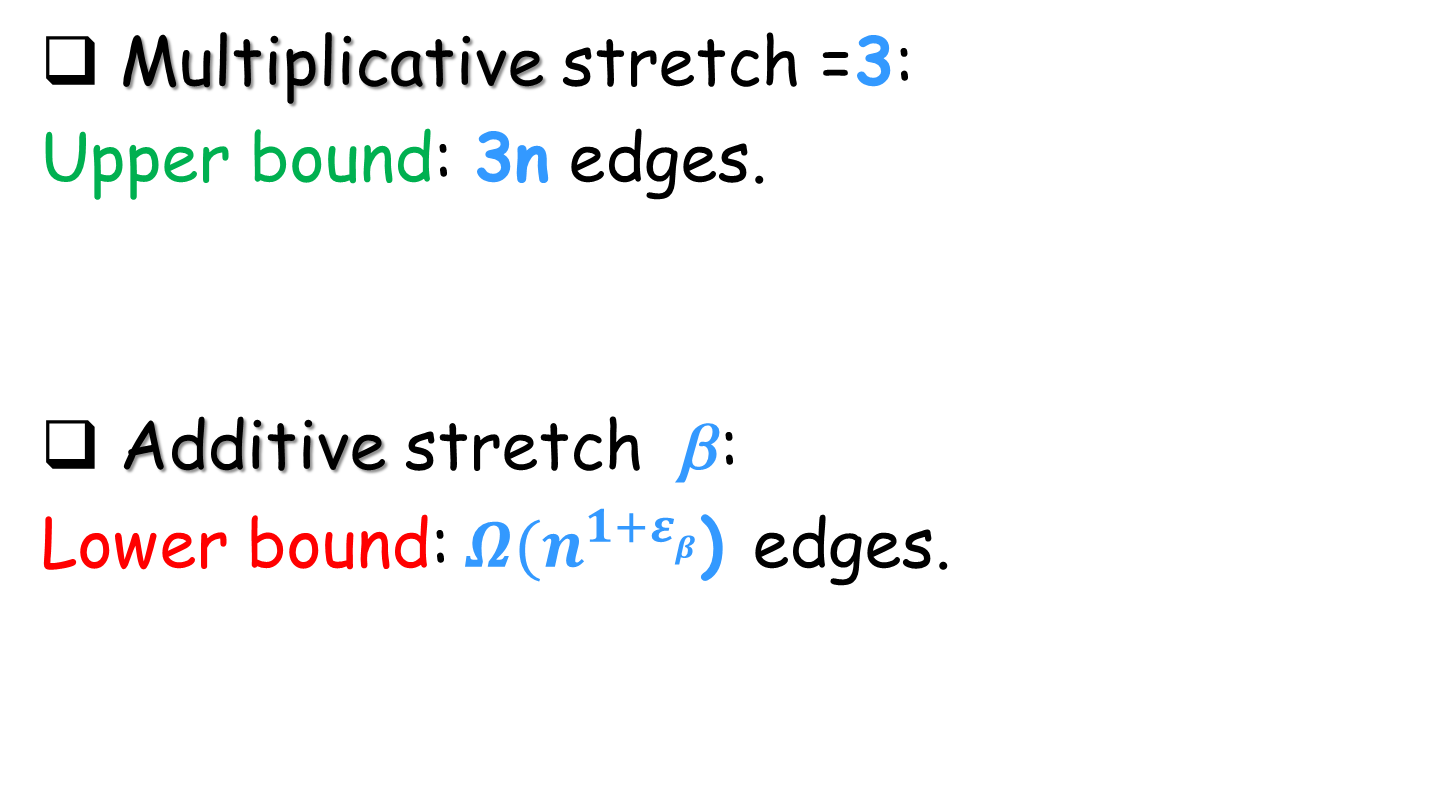 ❑ Multiplicative stretch =3:
Upper bound: 3n edges.
❑ Additive stretch β:
Lower bound: Ω(n^{1+ε_β}) edges.